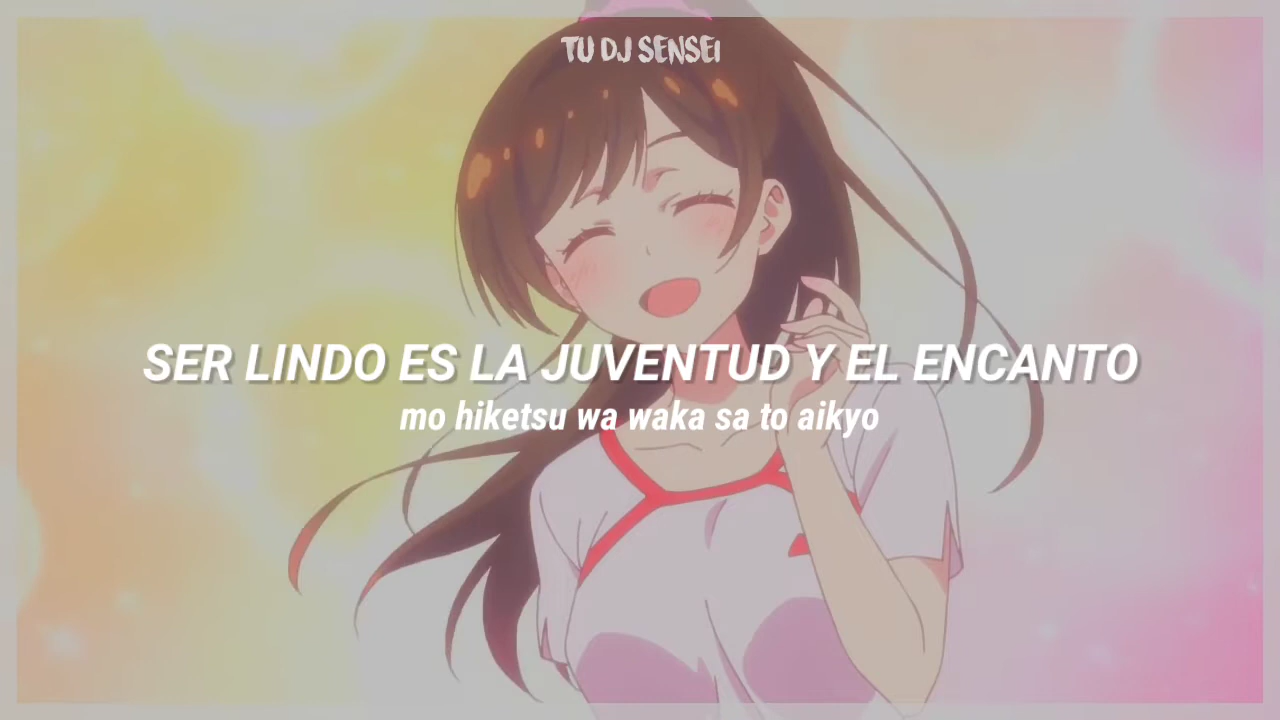 TU DJ SENSEI
SER LINDO ES LA JUVENTUD Y EL ENCANTO
mo hiketsu wa waka sa to aikyo